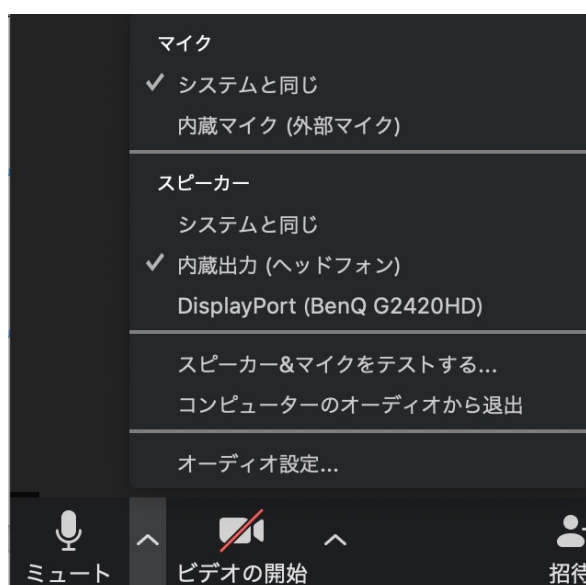 マイク
システムと同じ
内蔵マイク (外部マイク)
スピーカー
システムと同じ
内蔵出力 (ヘッドフォン)
DisplayPort (BenQ G2420HD)
スピーカー&マイクをテストする...
コンピューターのオーディオから退出
オーディオ設定...
ミュート
ビデオの開始
招待